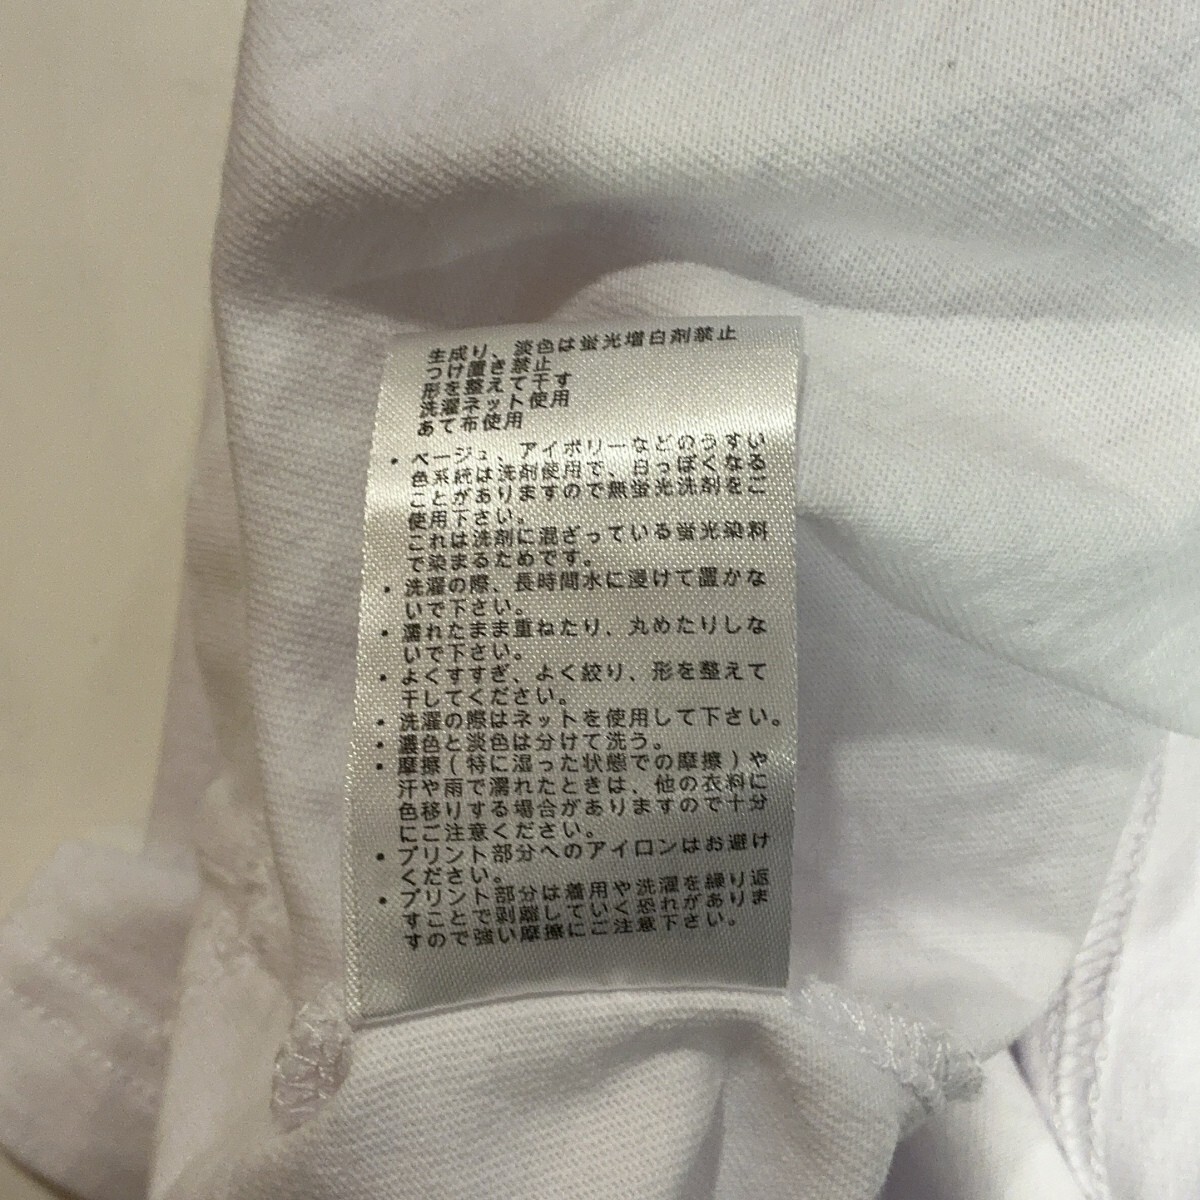 生成り、淡色は蛍光増白剤禁止
つけ置き禁止
形を整えて干す
洗濯ネット使用
あて布使用
・ベージュ、アイボリーなどのうすい
色系統は洗剤使用で、白っぽくなる
ことがありますので無蛍光洗剤をご
使用下さい。
これは洗剤に混ざっている蛍光染料
で染まるためです。
・洗濯の際、長時間水に浸けて置かな
いで下さい。
・濡れたまま重ねたり、丸めたりしな
いで下さい。
・よくすすぎ、よく絞り、形を整えて
干してください。
・洗濯の際はネットを使用して下さい。
・濃色と淡色は分けて洗う。
・摩擦(特に湿った状態での摩擦)や
汗や雨で濡れたときは、他の衣料に
色移りする場合がありますので十分
にご注意ください。
・プリント部分へのアイロンはお避け
ください。
・プリント部分は着用や洗濯を繰り返
すことで剥離していく恐れがありま
すので強い摩擦にご注意下さい。